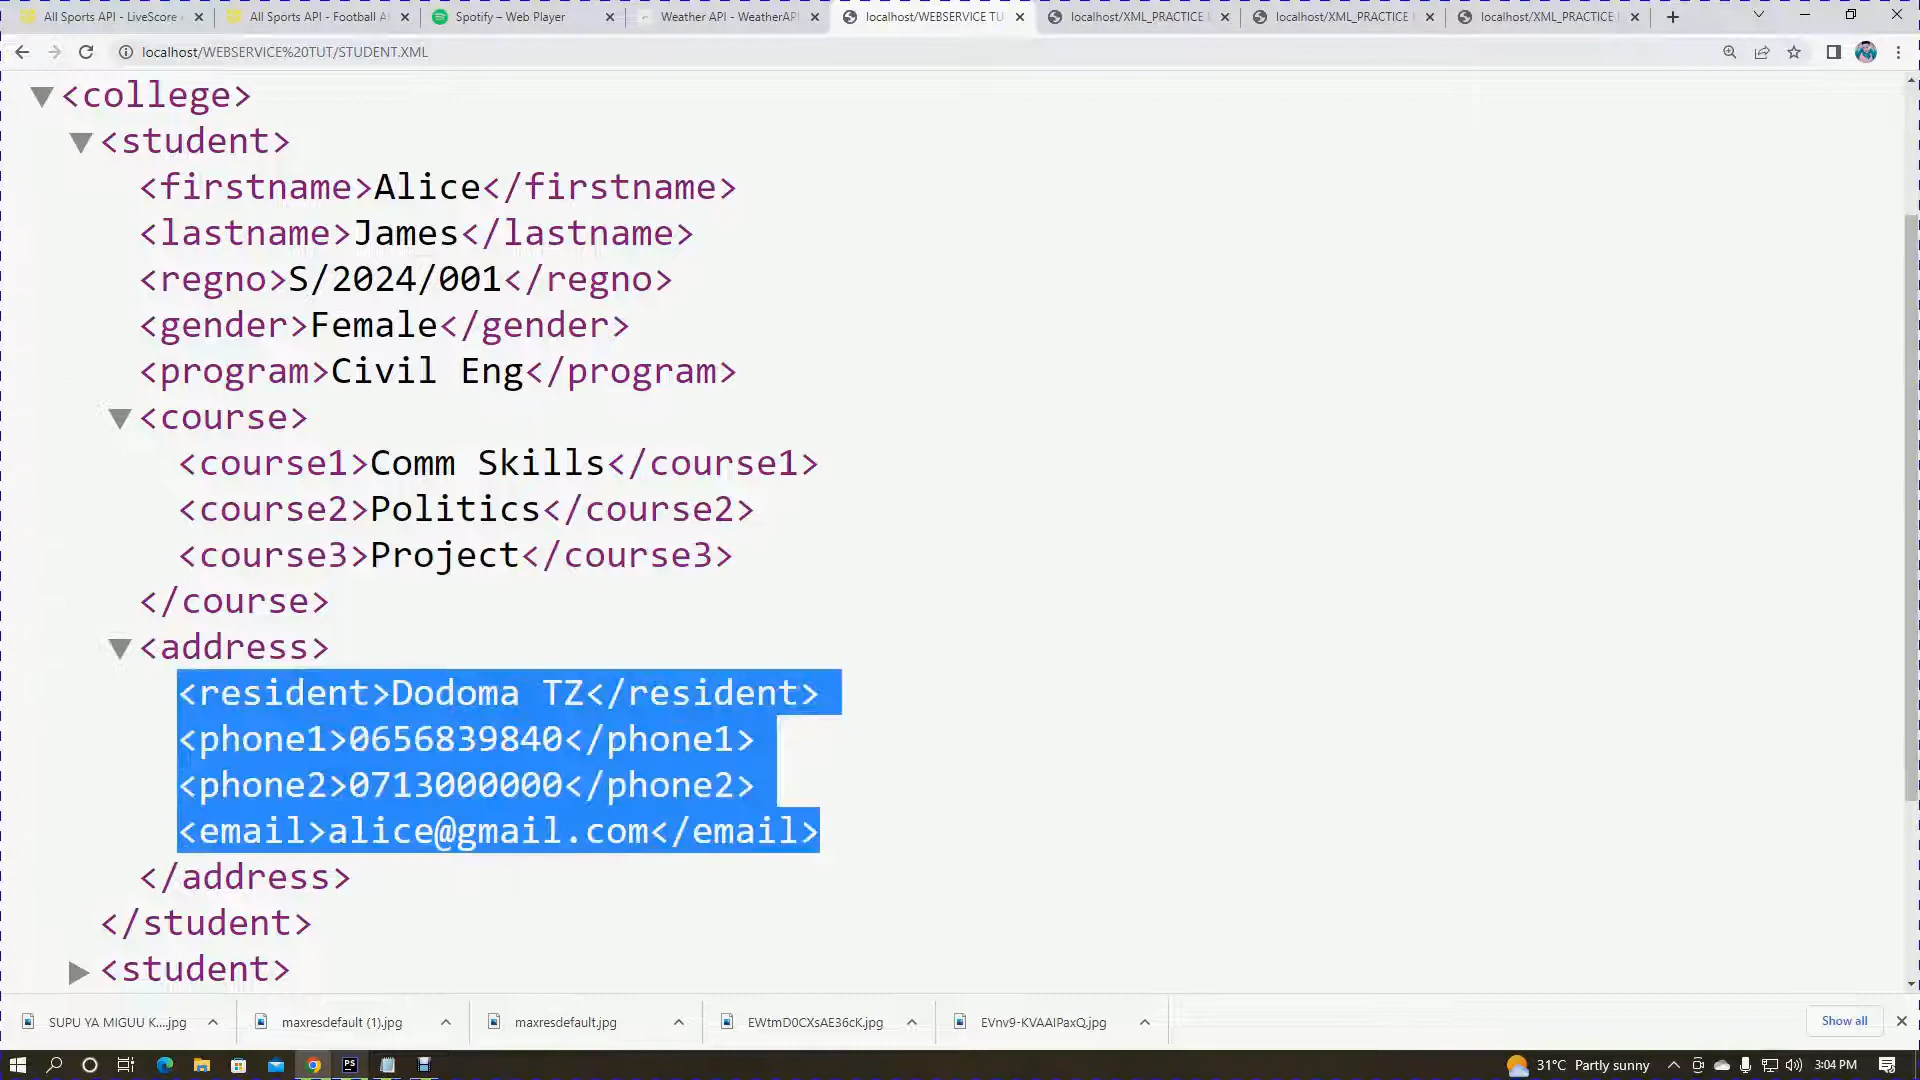 All Sports API - LiveScore
All Sports API - Football A
Spotify – Web Player
Weather API - WeatherAPI
localhost/WEBSERVICE TU
localhost/XML_PRACTICE
localhost/XML_PRACTICE
localhost/XML_PRACTICE
localhost/WEBSERVICE%20TUT/STUDENT.XML
<college>
<student>
<firstname>Alice</firstname>
<lastname>James</lastname>
<regno>S/2024/001</regno>
<gender>Female</gender>
<program>Civil Eng</program>
<course>
<course1>Comm Skills</course1>
<course2>Politics</course2>
<course3>Project</course3>
</course>
<address>
<resident>Dodoma TZ</resident>
<phone1>0656839840</phone1>
<phone2>0713000000</phone2>
<email>alice@gmail.com</email>
</address>
</student>
<student>
SUPU YA MIGUU K....jpg
maxresdefault (1).jpg
maxresdefault.jpg
EWtmD0CXsAE36cK.jpg
EVnv9-KVAAIPaxQ.jpg
Show all
PS
31°C Partly sunny
3:04 PM